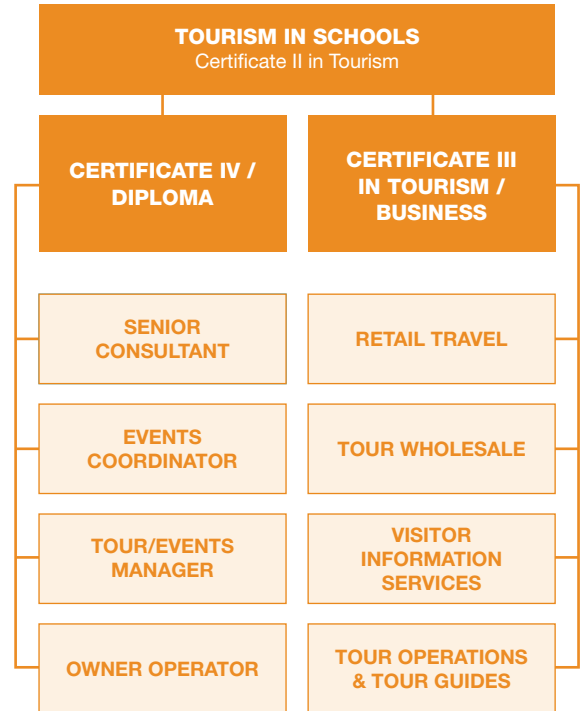 TOURISM IN SCHOOLS
Certificate II in Tourism
CERTIFICATE IV /
DIPLOMA
CERTIFICATE III
IN TOURISM /
BUSINESS
SENIOR
CONSULTANT
RETAIL TRAVEL
EVENTS
COORDINATOR
TOUR WHOLESALE
TOUR/EVENTS
MANAGER
VISITOR
INFORMATION
SERVICES
OWNER OPERATOR
TOUR OPERATIONS
& TOUR GUIDES